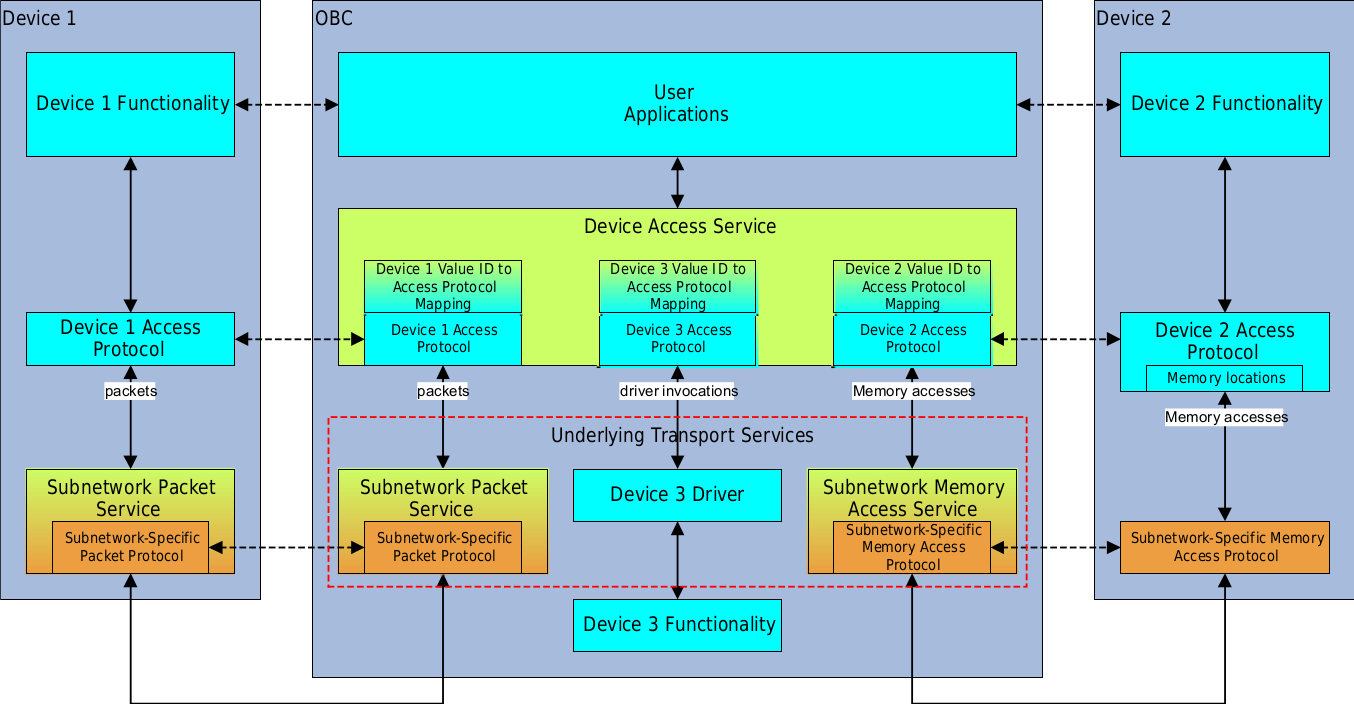 Device 1
Device 1 Functionality
Device 1 Access
Protocol
packets
Subnetwork Packet
Service
Subnetwork-Specific
Packet Protocol
OBC
User
Applications
Device Access Service
Device 1 Value ID to
Access Protocol
Mapping
Device 1 Access
Protocol
Device 3 Value ID to
Access Protocol
Mapping
Device 3 Access
Protocol
Device 2 Value ID to
Access Protocol
Mapping
Device 2 Access
Protocol
packets
driver invocations
Memory accesses
Underlying Transport Services
Subnetwork Packet
Service
Subnetwork-Specific
Packet Protocol
Device 3 Driver
Subnetwork Memory
Access Service
Subnetwork-Specific
Memory Access
Protocol
Device 3 Functionality
Device 2
Device 2 Functionality
Device 2 Access
Protocol
Memory locations
Memory accesses
Subnetwork-Specific Memory
Access Protocol